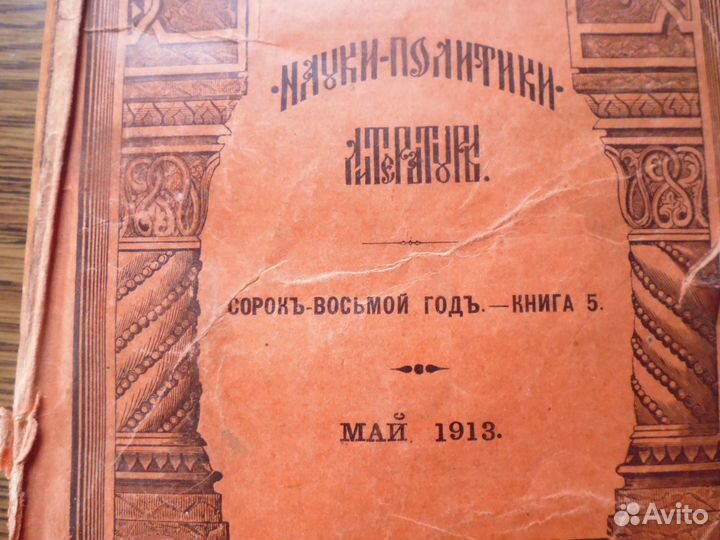 ·НАУКИ-ПОЛИТИКИ·
ЛИТЕРАТУРЫ.
СОРОКЪ-ВОСЬМОЙ ГОДЪ.—КНИГА 5.
МАЙ 1913.
Avito